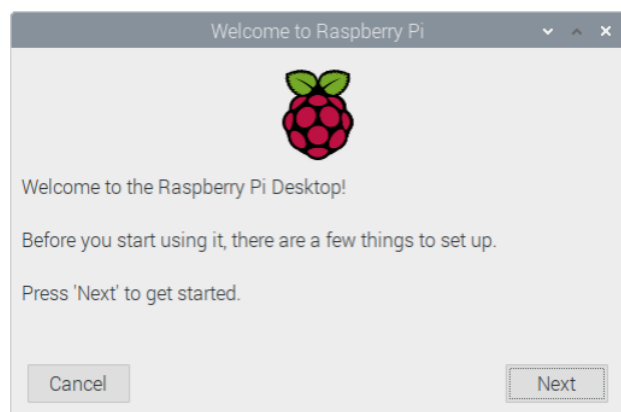 Welcome to Raspberry Pi
Welcome to the Raspberry Pi Desktop!
Before you start using it, there are a few things to set up.
Press 'Next' to get started.
Cancel
Next